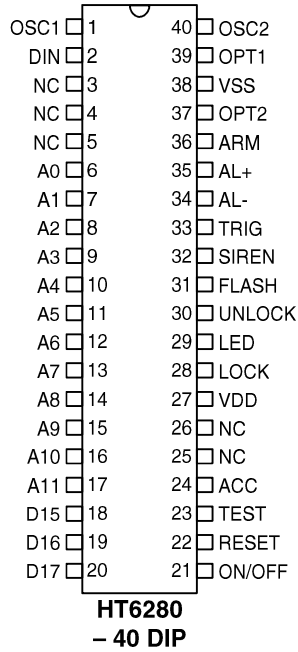 OSC1 1 40 OSC2
DIN 2 39 OPT1
NC 3 38 VSS
NC 4 37 OPT2
NC 5 36 ARM
A0 6 35 AL+
A1 7 34 AL-
A2 8 33 TRIG
A3 9 32 SIREN
A4 10 31 FLASH
A5 11 30 UNLOCK
A6 12 29 LED
A7 13 28 LOCK
A8 14 27 VDD
A9 15 26 NC
A10 16 25 NC
A11 17 24 ACC
D15 18 23 TEST
D16 19 22 RESET
D17 20 21 ON/OFF
HT6280
– 40 DIP